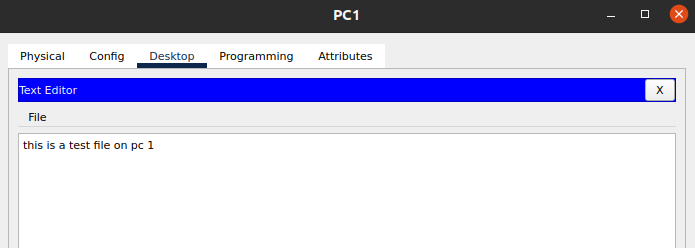 PC1
Physical Config Desktop Programming Attributes
Text Editor X
File
this is a test file on pc 1